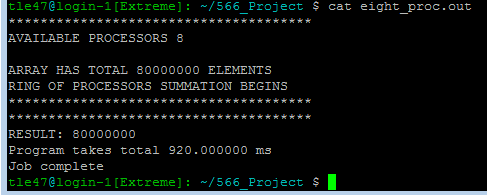 tle47@login-1[Extreme]: ~/566_Project $ cat eight_proc.out
**************************************
AVAILABLE PROCESSORS 8
ARRAY HAS TOTAL 80000000 ELEMENTS
RING OF PROCESSORS SUMMATION BEGINS
**************************************
**************************************
RESULT: 80000000
Program takes total 920.000000 ms
Job complete
tle47@login-1[Extreme]: ~/566_Project $